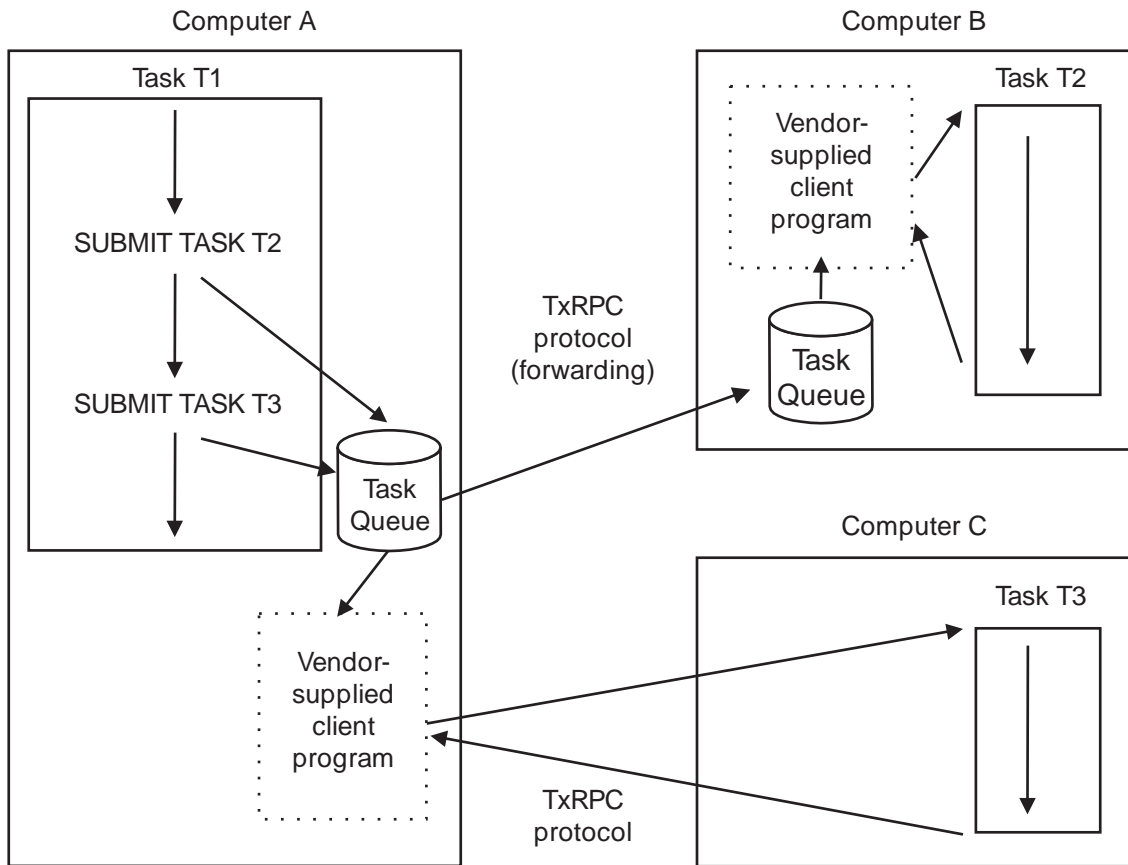 Computer A
Task T1
SUBMIT TASK T2
SUBMIT TASK T3
Task
Queue
Vendor-
supplied
client
program
TxRPC
protocol
(forwarding)
Computer B
Vendor-
supplied
client
program
Task T2
Task
Queue
Computer C
Task T3
TxRPC
protocol